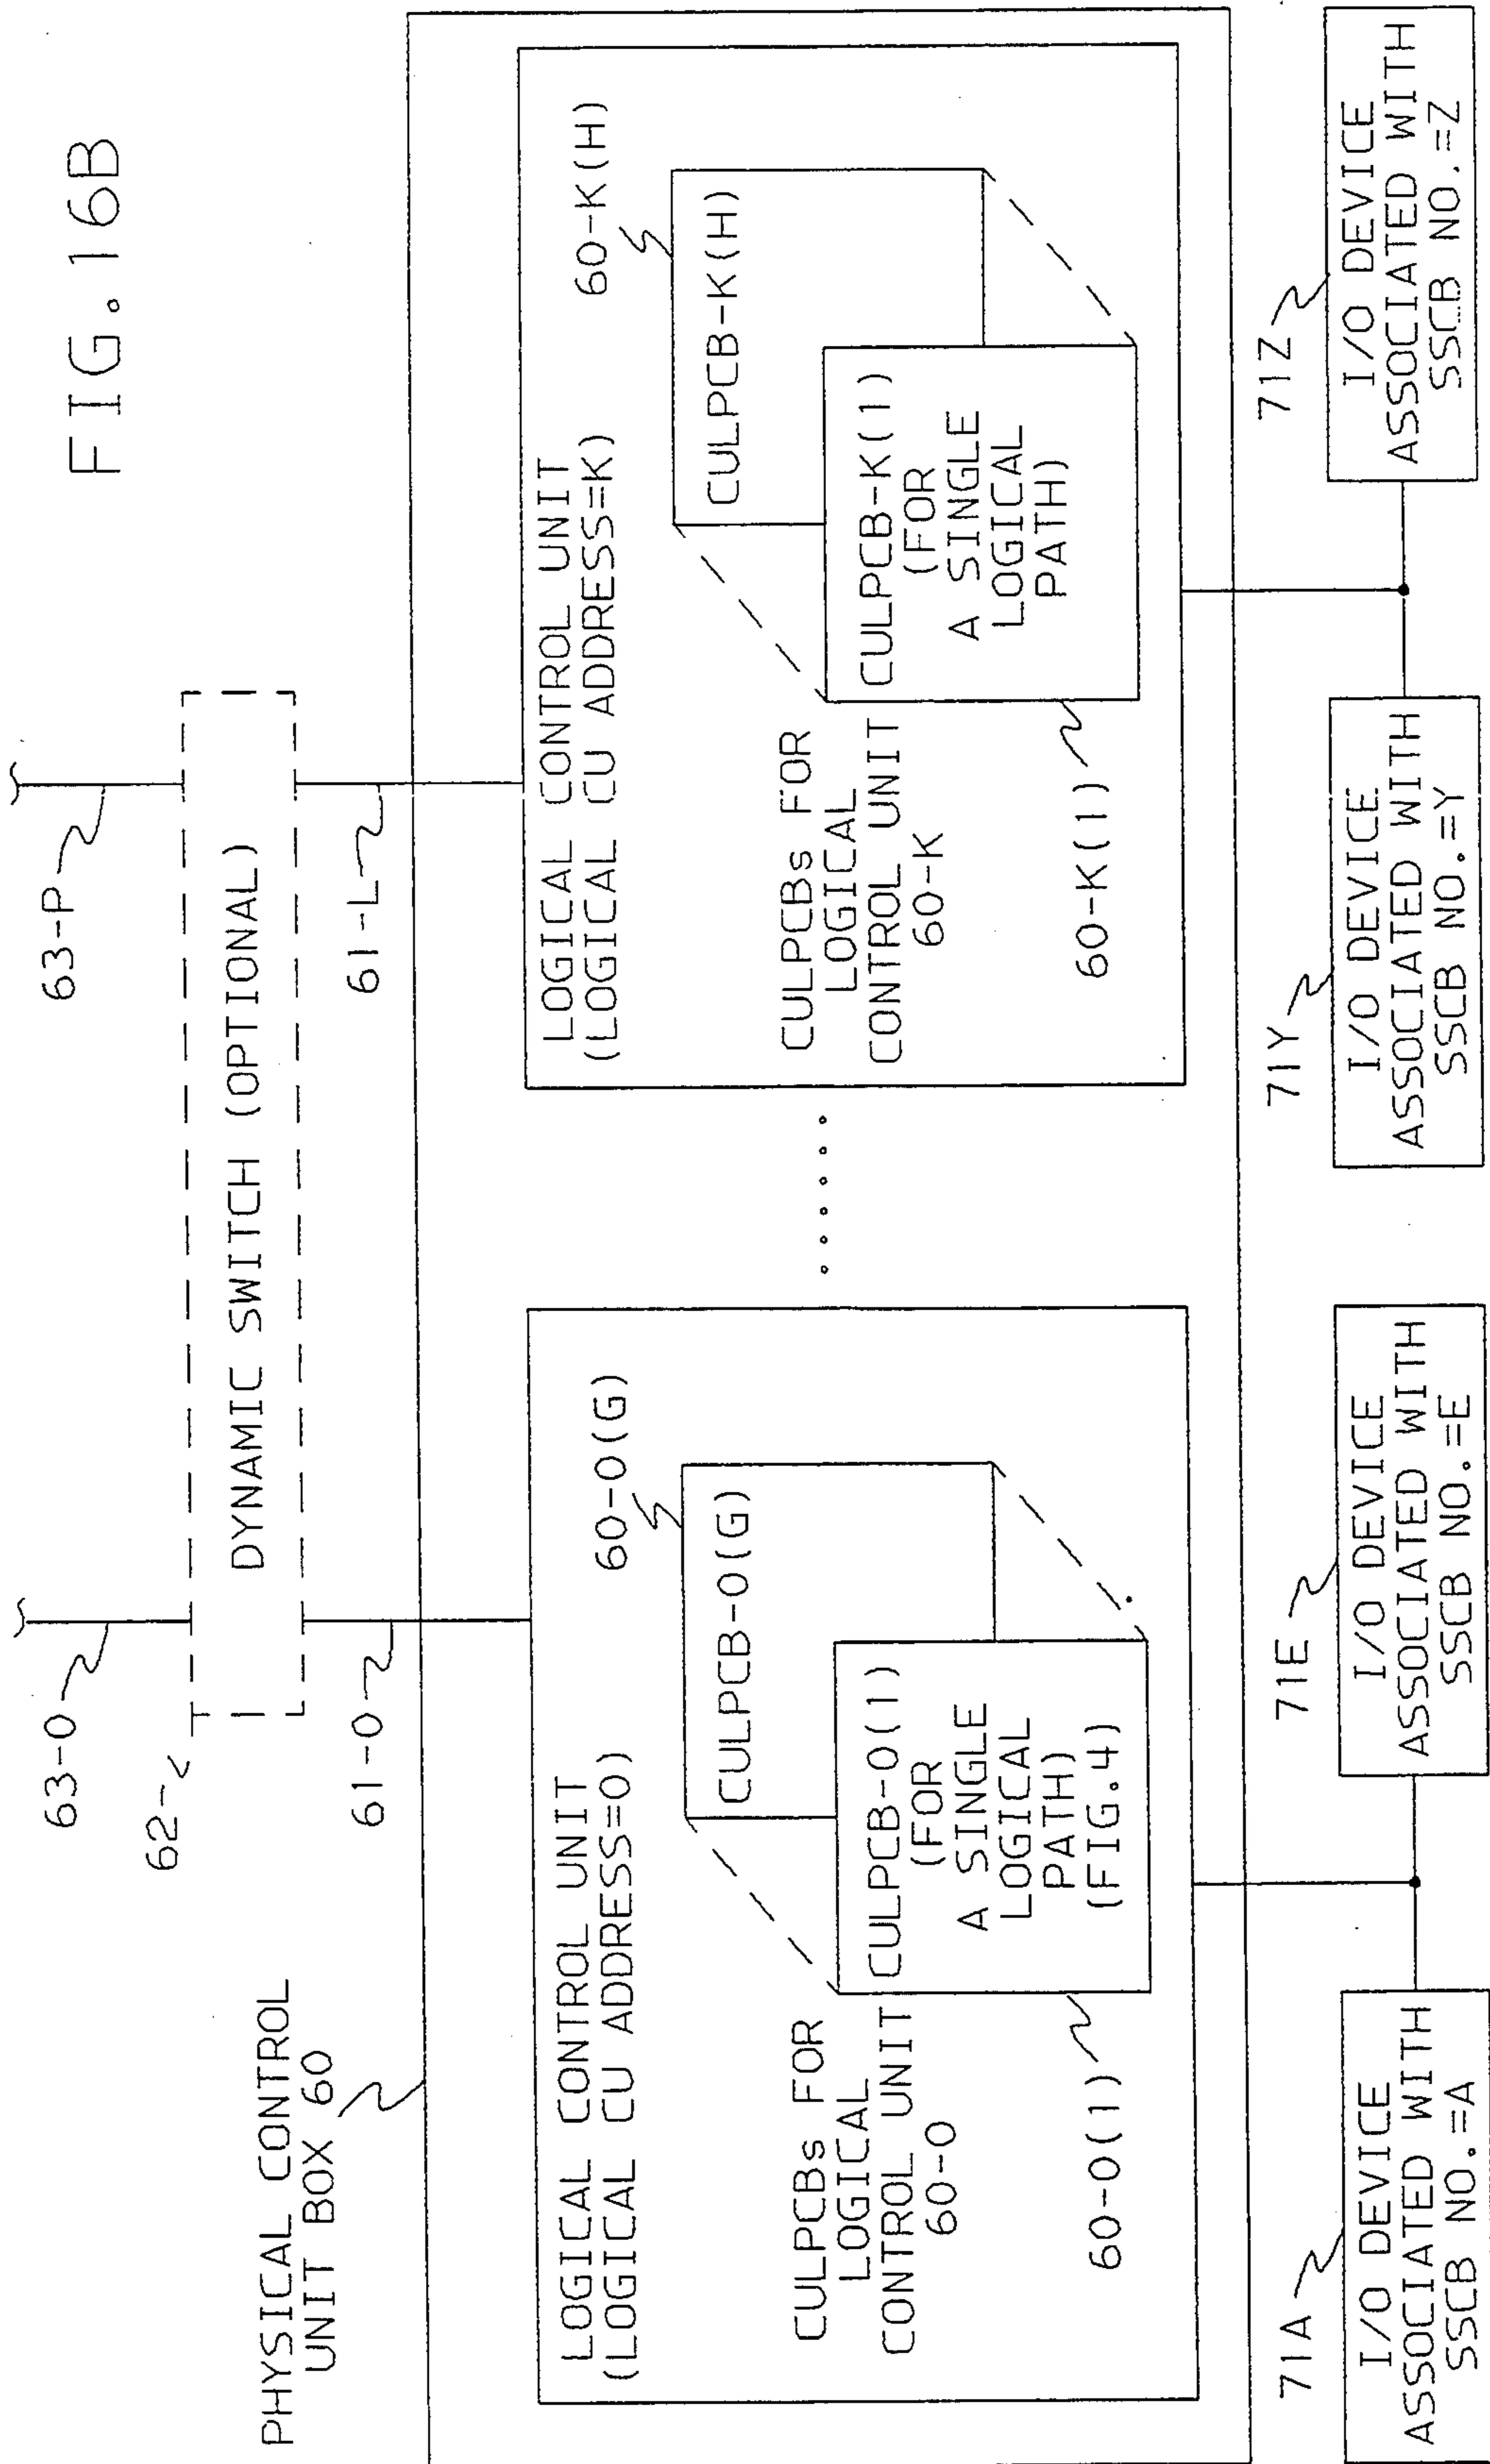 FIG.16B
63-0
63-P
62
DYNAMIC SWITCH (OPTIONAL)
61-0
61-L
PHYSICAL CONTROL
UNIT BOX 60
LOGICAL CONTROL UNIT
(LOGICAL CU ADDRESS=0)
60-0(G)
CULPCB-0(G)
CULPCBs FOR
LOGICAL
CONTROL UNIT
60-0
CULPCB-0(1)
(FOR
A SINGLE
LOGICAL
PATH)
(FIG.4)
60-0(1)
LOGICAL CONTROL UNIT
(LOGICAL CU ADDRESS=K)
60-K(H)
CULPCB-K(H)
CULPCBs FOR
LOGICAL
CONTROL UNIT
60-K
CULPCB-K(1)
(FOR
A SINGLE
LOGICAL
PATH)
60-K(1)
71A
I/O DEVICE
ASSOCIATED WITH
SSCB NO.=A
71E
I/O DEVICE
ASSOCIATED WITH
SSCB NO.=E
71Y
I/O DEVICE
ASSOCIATED WITH
SSCB NO.=Y
71Z
I/O DEVICE
ASSOCIATED WITH
SSCB NO.=Z